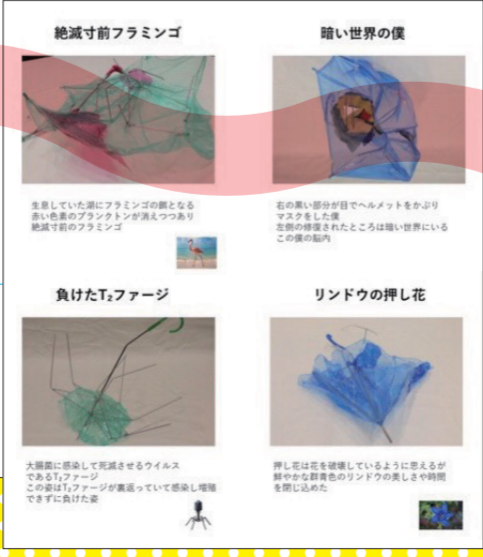 絶滅寸前フラミンゴ
生息していた湖にフラミンゴの餌となる
赤い色素のプランクトンが消えつつあり
絶滅寸前のフラミンゴ
暗い世界の僕
右の黒い部分が目でヘルメットをかぶり
マスクをした僕
左側の修復されたところは暗い世界にいる
この僕の脳内
負けたT₂ファージ
大腸菌に感染して死滅させるウイルス
であるT₂ファージ
この姿はT₂ファージが裏返っていて感染し増殖
できずに負けた姿
リンドウの押し花
押し花は花を破壊しているように思えるが
鮮やかな群青色のリンドウの美しさや時間
を閉じ込めた